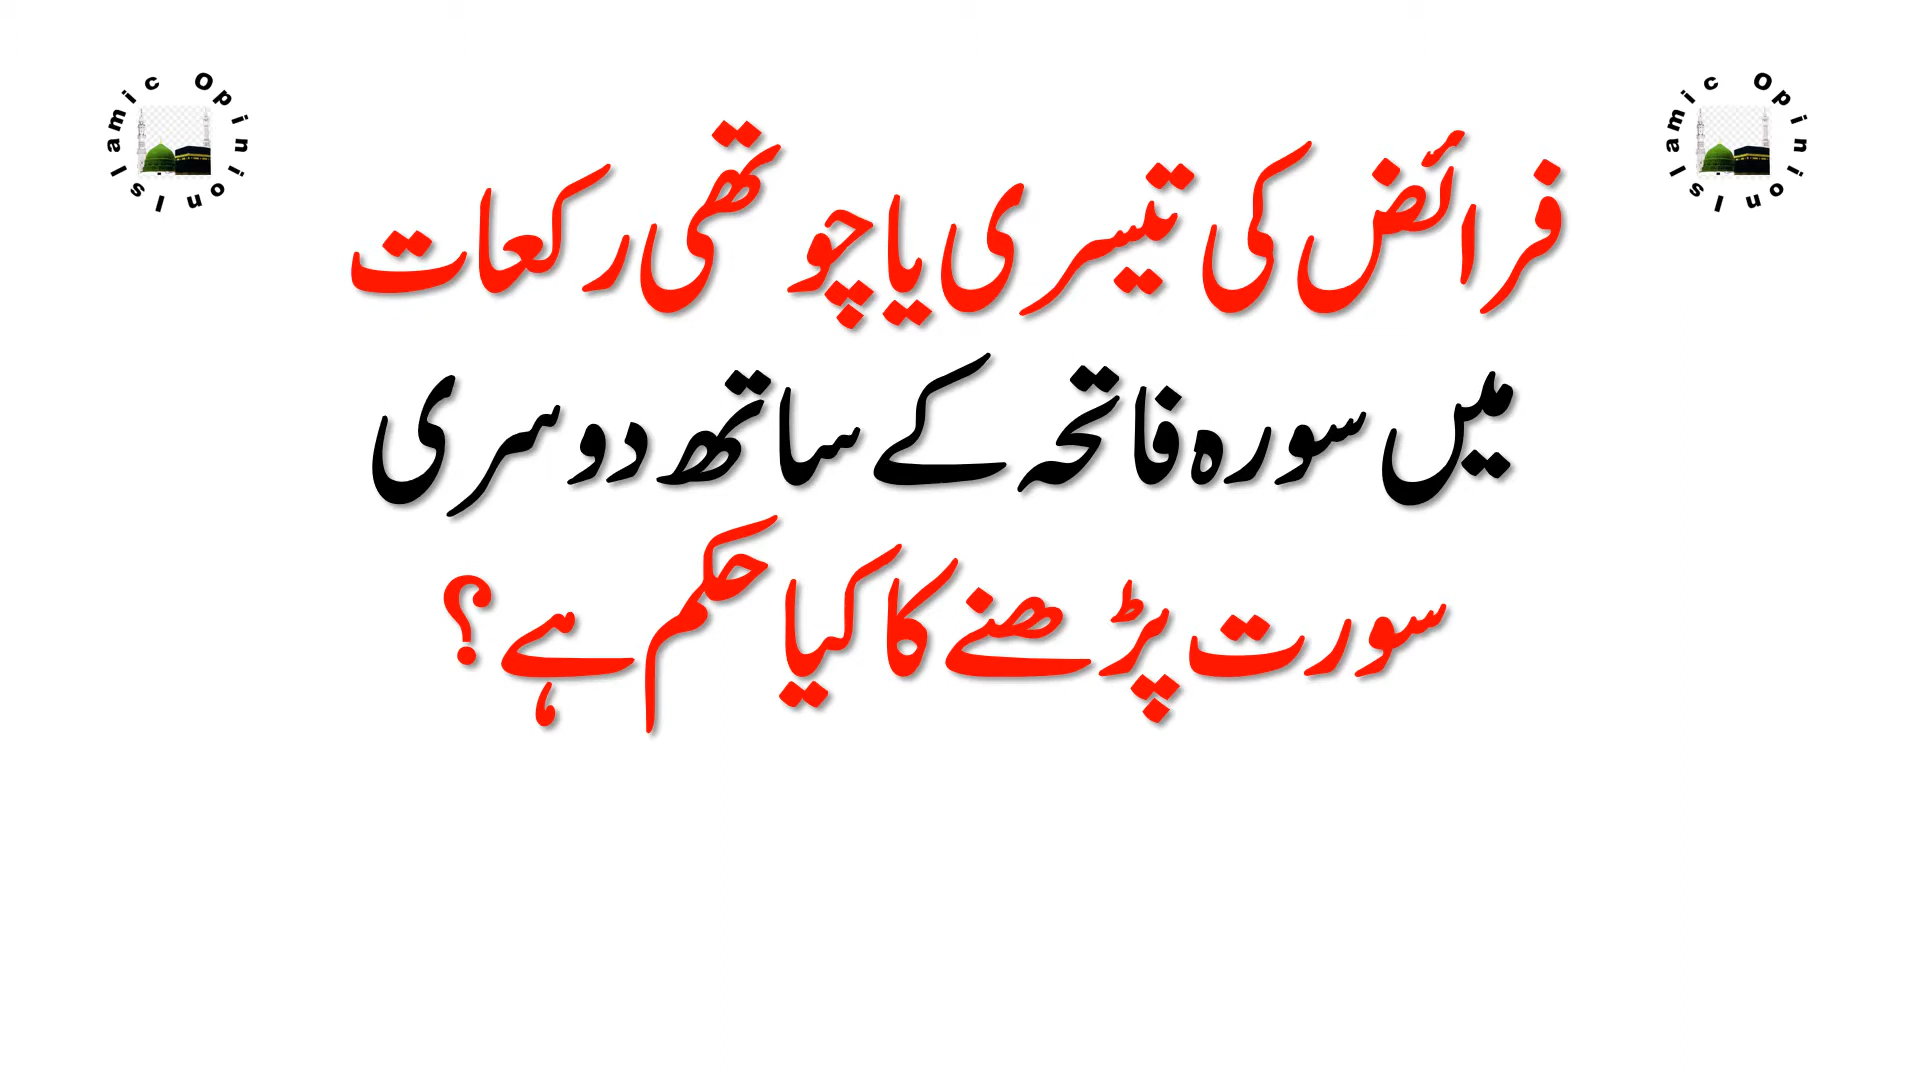 Islamic Opinion
Islamic Opinion
فرائض کی تیسری یا چوتھی رکعات
میں سورہ فاتحہ کے ساتھ دوسری
سورت پڑھنے کا کیا حکم ہے؟